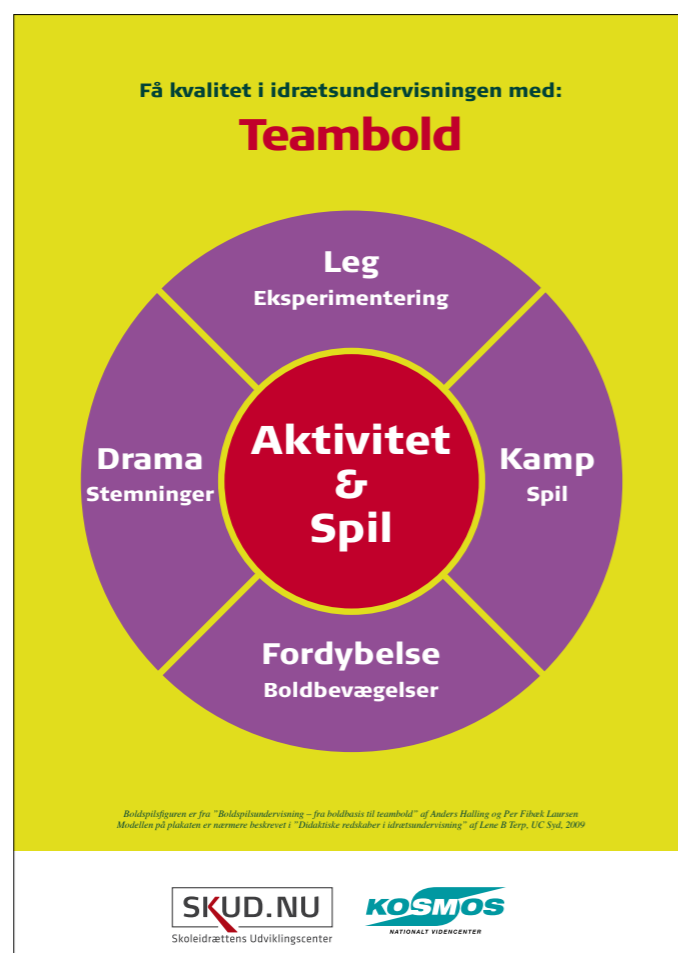 Få kvalitet i idrætsundervisningen med:
Teambold
Leg
Eksperimentering
Drama
Stemninger
Aktivitet
&
Spil
Kamp
Spil
Fordybelse
Boldbevægelser
Boldspilsfiguren er fra "Boldspilsundervisning – fra boldbasis til teambold" af Anders Halling og Per Fibæk Laursen
Modellen på plakaten er nærmere beskrevet i "Didaktiske redskaber i idrætsundervisning" af Lene B Terp, UC Syd, 2009
SKUD.NU
Skoleidrættens Udviklingscenter
KOSMOS
NATIONALT VIDENCENTER